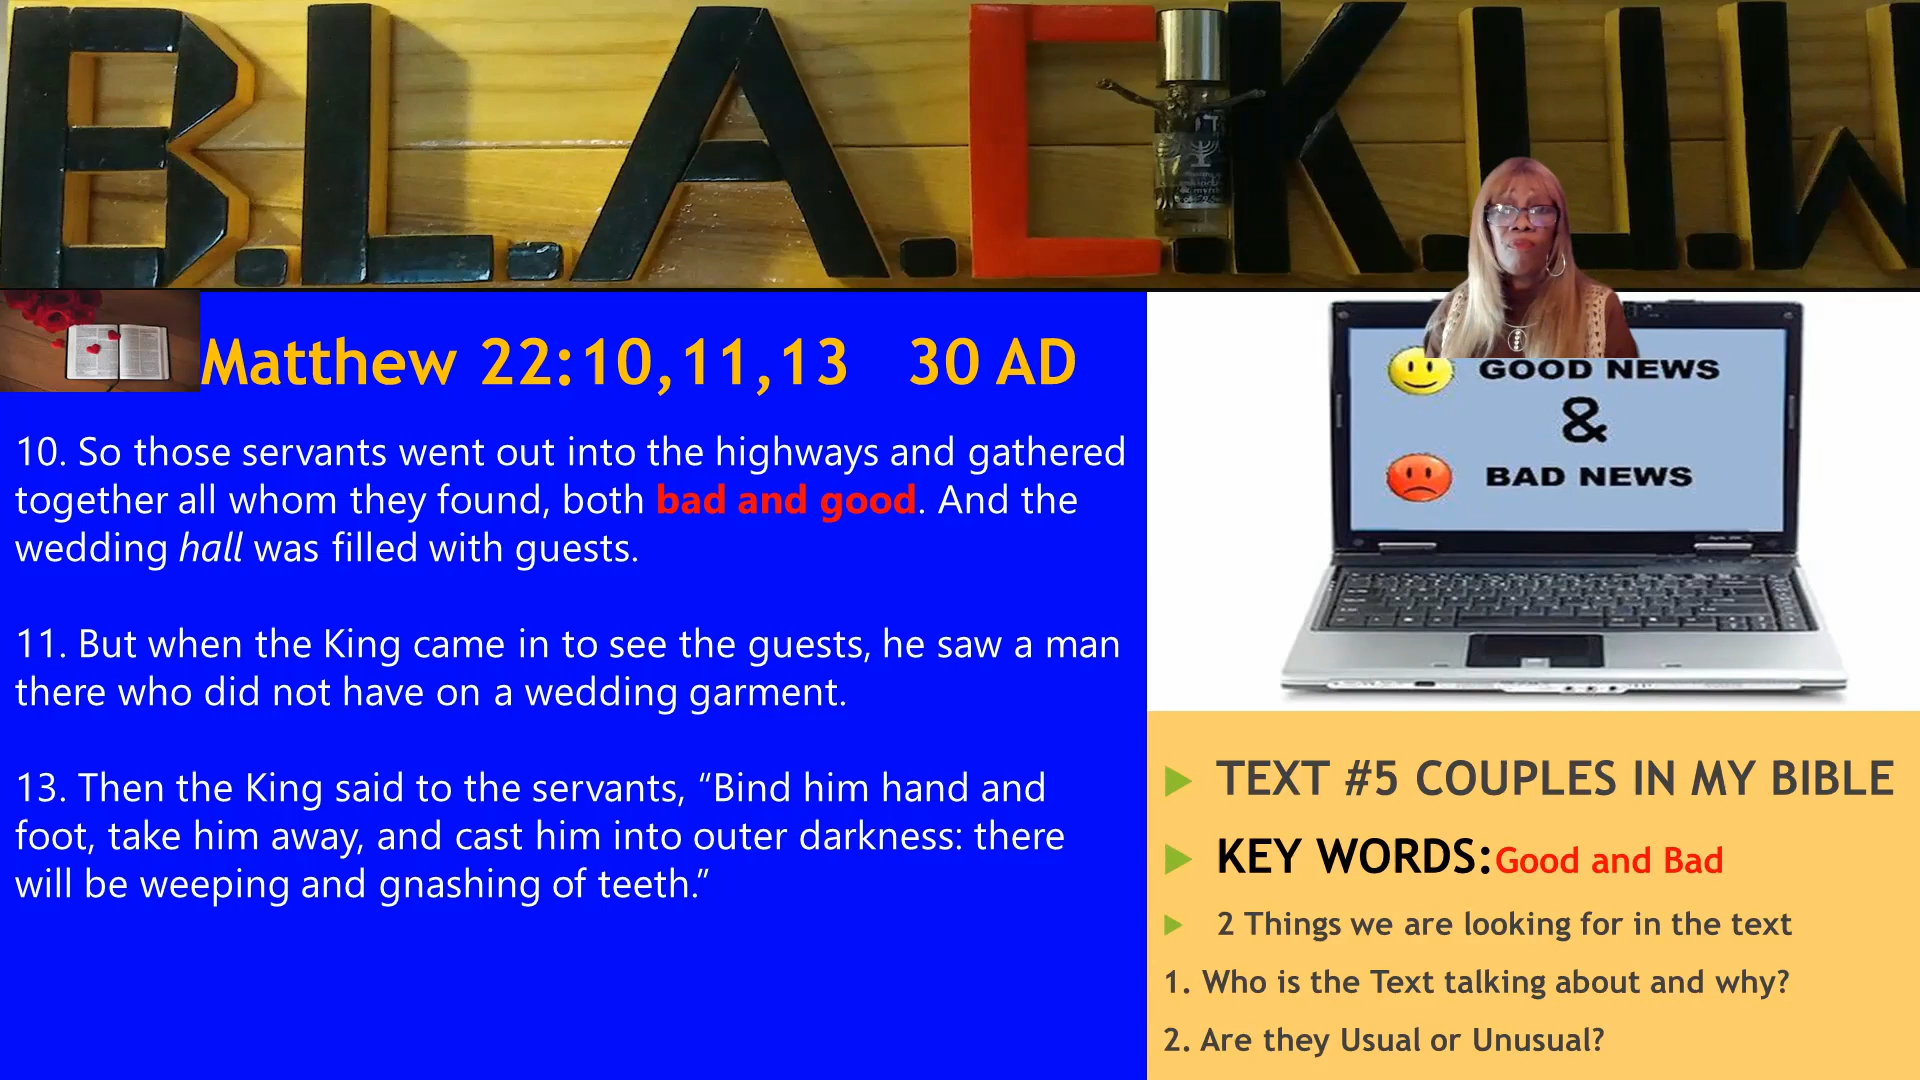 B.L.A.C.K.U.W
Matthew 22:10,11,13 30 AD
10. So those servants went out into the highways and gathered
together all whom they found, both bad and good. And the
wedding hall was filled with guests.
11. But when the King came in to see the guests, he saw a man
there who did not have on a wedding garment.
13. Then the King said to the servants, “Bind him hand and
foot, take him away, and cast him into outer darkness: there
will be weeping and gnashing of teeth.”
GOOD NEWS
&
BAD NEWS
TEXT #5 COUPLES IN MY BIBLE
KEY WORDS:Good and Bad
2 Things we are looking for in the text
1. Who is the Text talking about and why?
2. Are they Usual or Unusual?